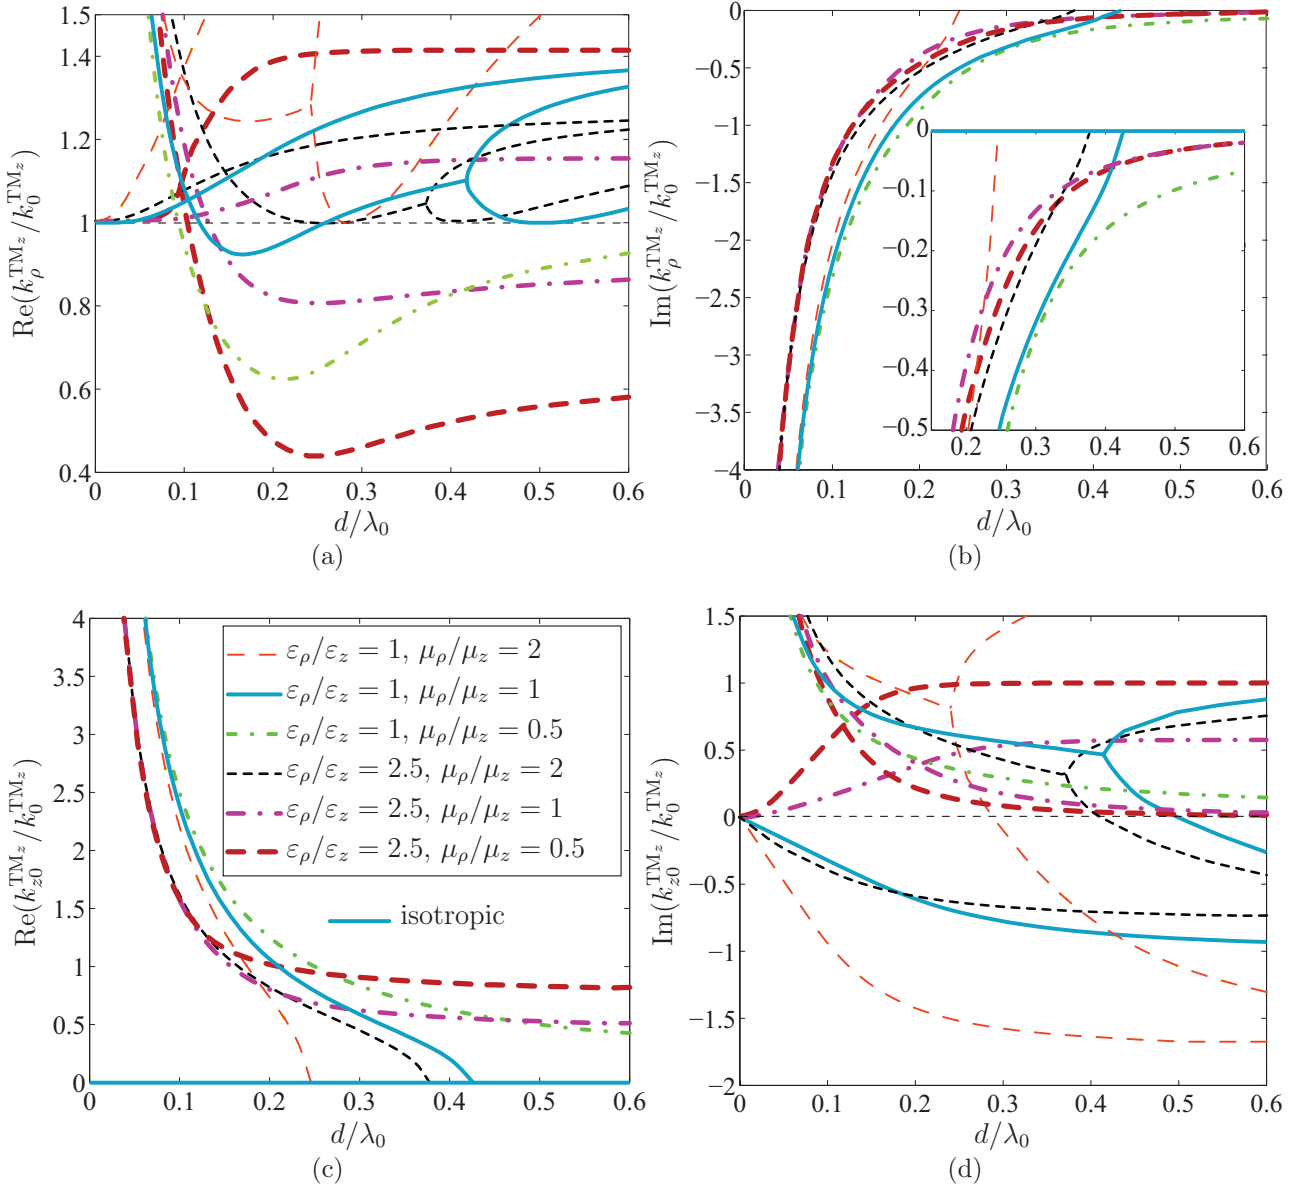 1.5
1.4
1.3
1.2
1.1
1
0.9
0.8
0.7
0.6
0.5
0.4
0 0.1 0.2 0.3 0.4 0.5 0.6
Re(k_ρ^{TM_z}/k_0^{TM_z})
d/λ_0
(a)
0
−0.5
−1
−1.5
−2
−2.5
−3
−3.5
−4
0 0.1 0.2 0.3 0.4 0.5 0.6
Im(k_ρ^{TM_z}/k_0^{TM_z})
d/λ_0
0
−0.1
−0.2
−0.3
−0.4
−0.5
0.2 0.3 0.4 0.5 0.6
(b)
4
3.5
3
2.5
2
1.5
1
0.5
0
0 0.1 0.2 0.3 0.4 0.5 0.6
Re(k_{z0}^{TM_z}/k_0^{TM_z})
d/λ_0
ε_ρ/ε_z = 1, μ_ρ/μ_z = 2
ε_ρ/ε_z = 1, μ_ρ/μ_z = 1
ε_ρ/ε_z = 1, μ_ρ/μ_z = 0.5
ε_ρ/ε_z = 2.5, μ_ρ/μ_z = 2
ε_ρ/ε_z = 2.5, μ_ρ/μ_z = 1
ε_ρ/ε_z = 2.5, μ_ρ/μ_z = 0.5
isotropic
(c)
1.5
1
0.5
0
−0.5
−1
−1.5
−2
0 0.1 0.2 0.3 0.4 0.5 0.6
Im(k_{z0}^{TM_z}/k_0^{TM_z})
d/λ_0
(d)